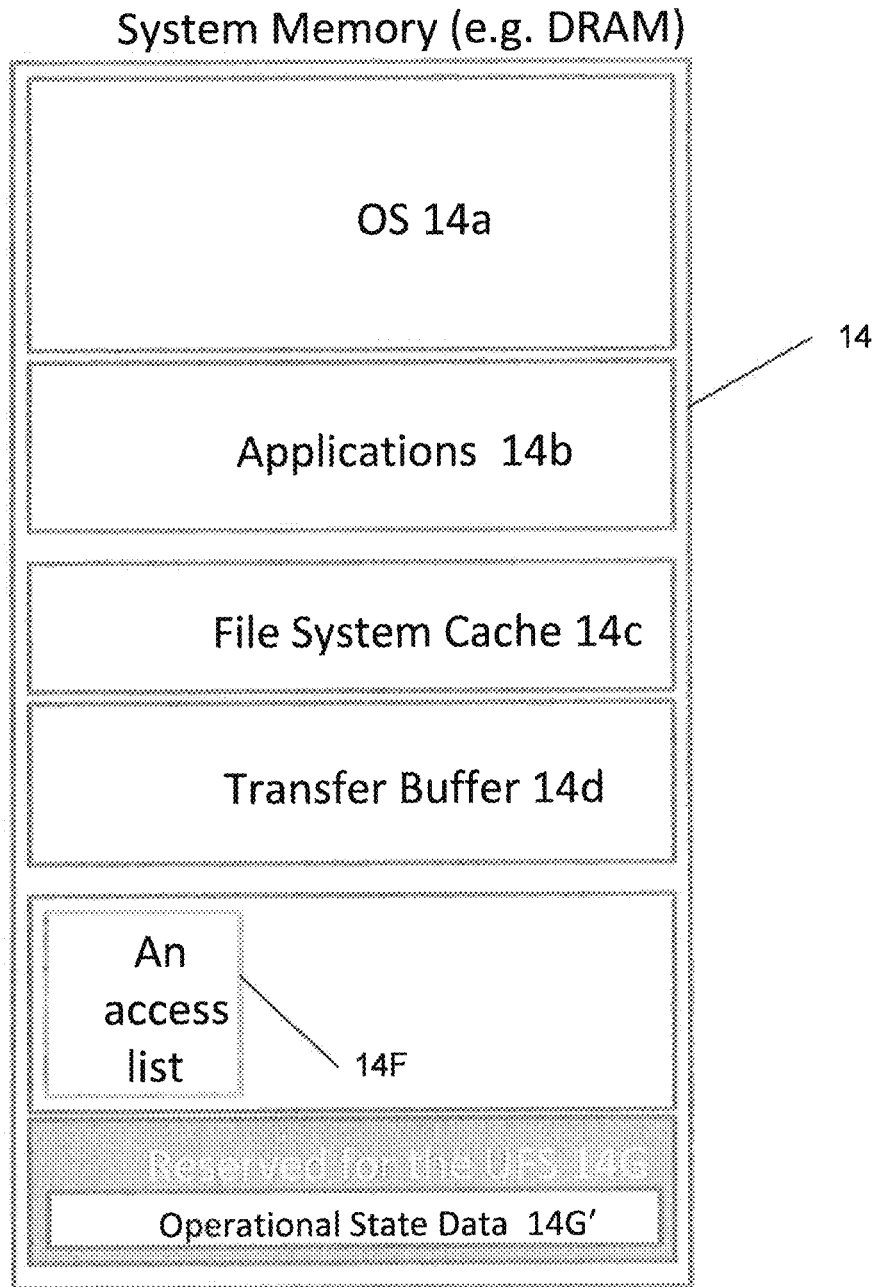 System Memory (e.g. DRAM)
OS 14a
14
Applications 14b
File System Cache 14c
Transfer Buffer 14d
An
access
list
14F
Reserved for the UFS 14G
Operational State Data 14G′